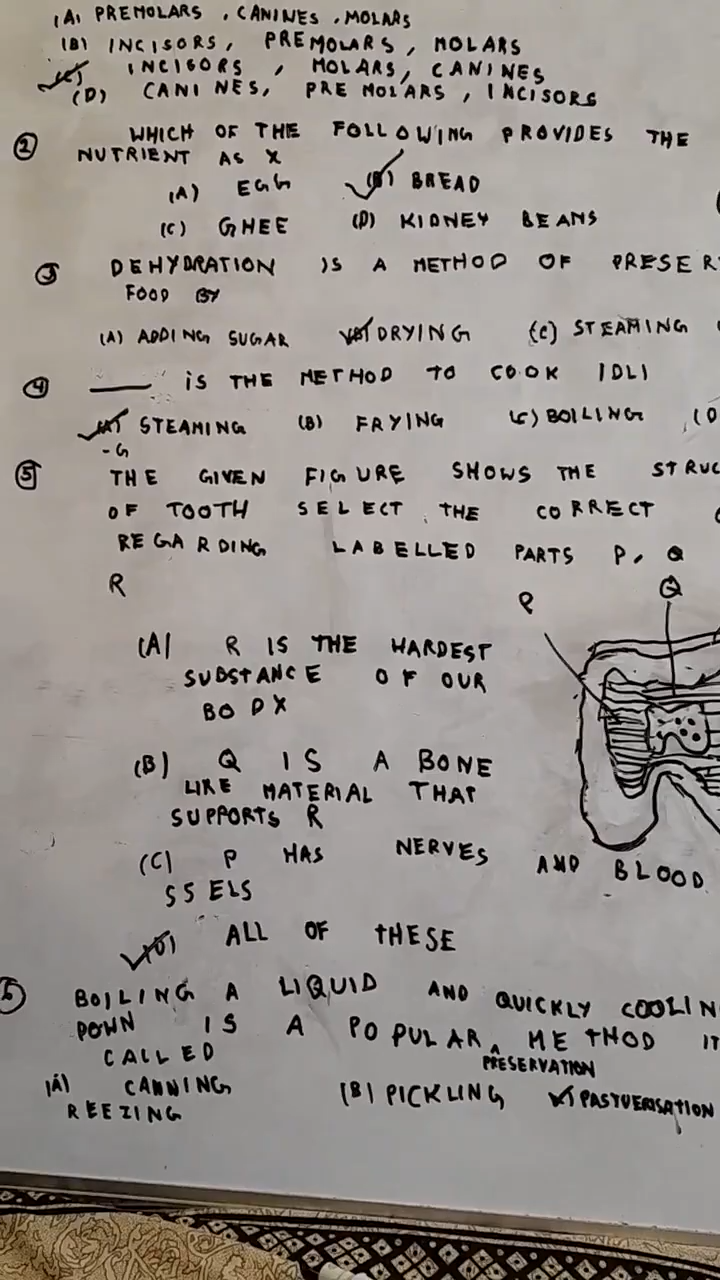 (A) PREMOLARS , CANINES , MOLARS
(B) INCISORS, PREMOLARS, MOLARS
(C) INCISORS , MOLARS, CANINES
(D) CANINES, PRE MOLARS, INCISORS
② WHICH OF THE FOLLOWING PROVIDES THE
NUTRIENT AS X
(A) EGG (B) BREAD
(C) GHEE (D) KIDNEY BEANS
③ DEHYDRATION IS A METHOD OF PRESER
FOOD BY
(A) ADDING SUGAR (B) DRYING (C) STEAMING
④ ___ IS THE METHOD TO COOK IDLI
(A) STEAMING (B) FRYING (C) BOILING (D
-G
⑤ THE GIVEN FIGURE SHOWS THE STRUC
OF TOOTH SELECT THE CORRECT
REGARDING LABELLED PARTS P, Q
R
P
Q
(A) R IS THE HARDEST
SUBSTANCE OF OUR
BODY
(B) Q IS A BONE
LIKE MATERIAL THAT
SUPPORTS R
(C) P HAS NERVES AND BLOOD
SSELS
(D) ALL OF THESE
⑥ BOILING A LIQUID AND QUICKLY COOLIN
DOWN IS A POPULAR METHOD IT
PRESERVATION
CALLED
(A) CANNING (B) PICKLING PASTUERISATION
REEZING